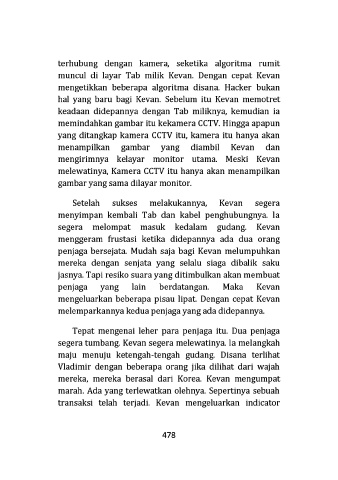 terhubung dengan kamera, seketika algoritma rumit
muncul di layar Tab milik Kevan. Dengan cepat Kevan
mengetikkan beberapa algoritma disana. Hacker bukan
hal yang baru bagi Kevan. Sebelum itu Kevan memotret
keadaan didepannya dengan Tab miliknya, kemudian ia
memindahkan gambar itu kekamera CCTV. Hingga apapun
yang ditangkap kamera CCTV itu, kamera itu hanya akan
menampilkan gambar yang diambil Kevan dan
mengirimnya kelayar monitor utama. Meski Kevan
melewatinya, Kamera CCTV itu hanya akan menampilkan
gambar yang sama dilayar monitor.
Setelah sukses melakukannya, Kevan segera
menyimpan kembali Tab dan kabel penghubungnya. Ia
segera melompat masuk kedalam gudang. Kevan
menggeram frustasi ketika didepannya ada dua orang
penjaga bersejata. Mudah saja bagi Kevan melumpuhkan
mereka dengan senjata yang selalu siaga dibalik saku
jasnya. Tapi resiko suara yang ditimbulkan akan membuat
penjaga yang lain berdatangan. Maka Kevan
mengeluarkan beberapa pisau lipat. Dengan cepat Kevan
melemparkannya kedua penjaga yang ada didepannya.
Tepat mengenai leher para penjaga itu. Dua penjaga
segera tumbang. Kevan segera melewatinya. Ia melangkah
maju menuju ketengah-tengah gudang. Disana terlihat
Vladimir dengan beberapa orang jika dilihat dari wajah
mereka, mereka berasal dari Korea. Kevan mengumpat
marah. Ada yang terlewatkan olehnya. Sepertinya sebuah
transaksi telah terjadi. Kevan mengeluarkan indicator
478